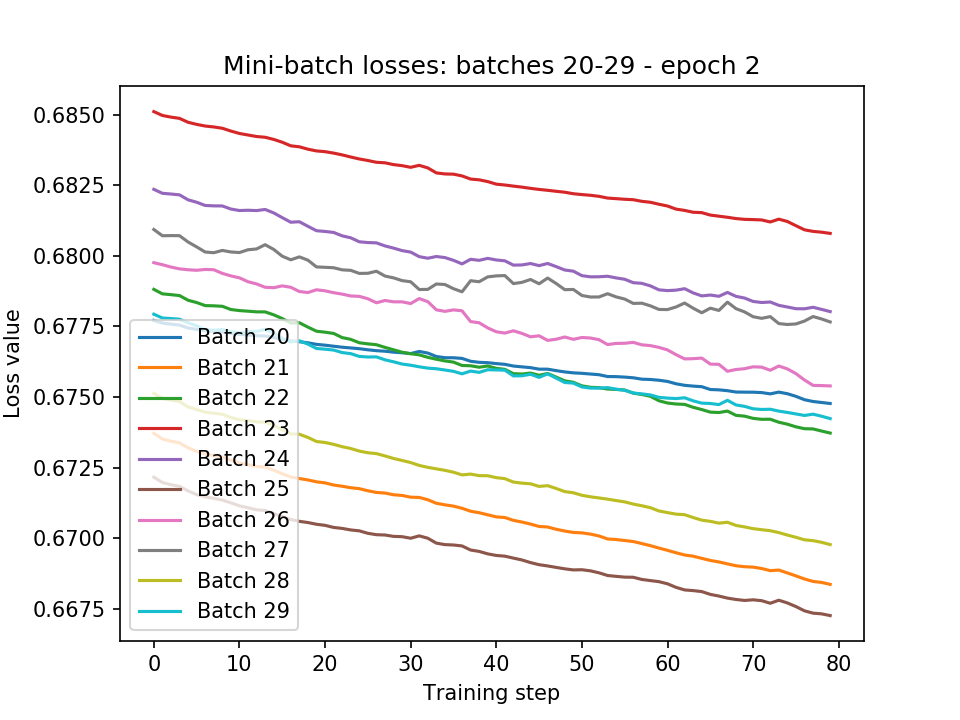 Mini-batch losses: batches 20-29 - epoch 2
0.6850
0.6825
0.6800
0.6775
0.6750
0.6725
0.6700
0.6675
Loss value
Batch 20
Batch 21
Batch 22
Batch 23
Batch 24
Batch 25
Batch 26
Batch 27
Batch 28
Batch 29
0 10 20 30 40 50 60 70 80
Training step